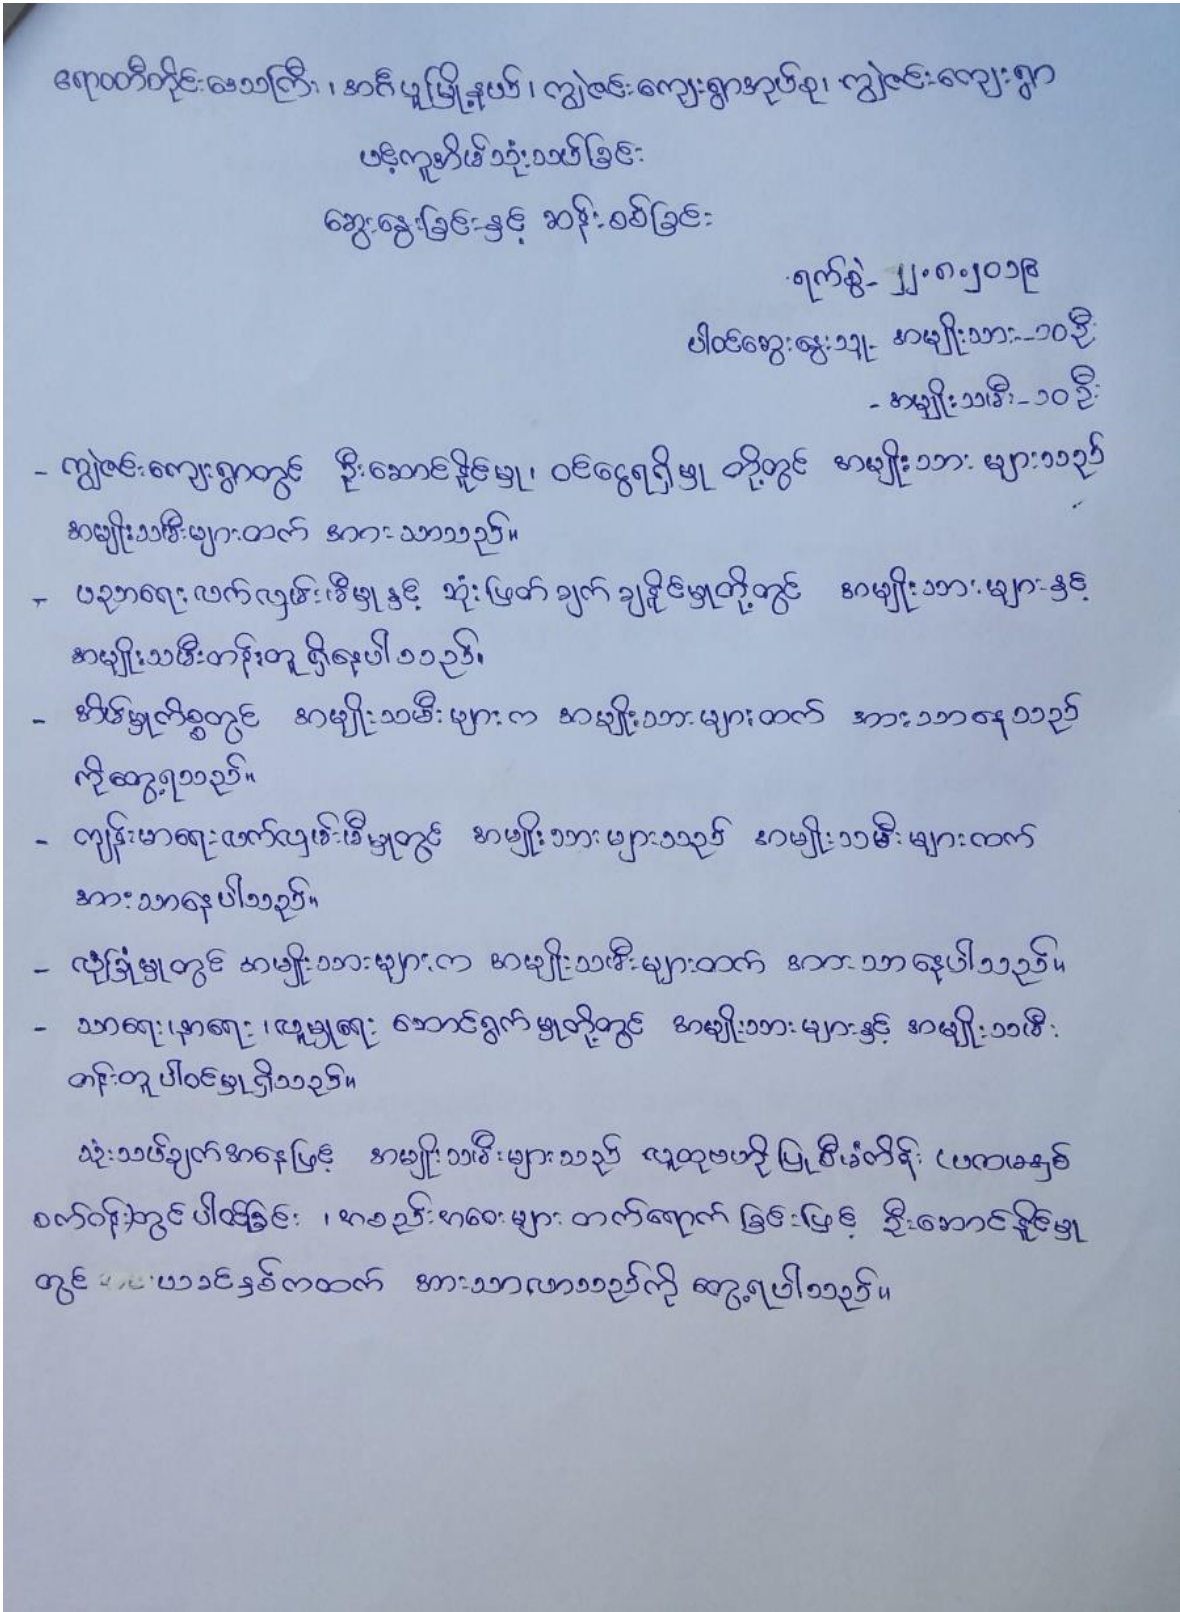 ဧရာဝတီတိုင်းဒေသကြီး၊ အင်္ဂပူမြို့နယ်၊ ကျွဲဇင်းကျေးရွာအုပ်စု၊ ကျွဲဇင်းကျေးရွာ
ပင့်ကူအိမ်သုံးသပ်ခြင်း
ဆွေးနွေးခြင်းနှင့် ဆန်းစစ်ခြင်း
ရက်စွဲ- ၂၂.၈.၂၀၁၉
ပါဝင်ဆွေးနွေးသူ- အမျိုးသား--၁၀ဦး
- အမျိုးသမီး-၁၀ဦး
- ကျွဲဇင်းကျေးရွာတွင် ဦးဆောင်နိုင်မှု၊ ဝင်ငွေရရှိမှု တို့တွင် အမျိုးသား များသည်
အမျိုးသမီးများထက် အားသာသည်။
- ပညာရေးလက်လှမ်းမီမှုနှင့် ဆုံးဖြတ်ချက်ချနိုင်မှုတို့တွင် အမျိုးသားများနှင့်
အမျိုးသမီးတန်းတူ ရှိနေပါသည်။
- အိမ်မှုကိစ္စတွင် အမျိုးသမီးများက အမျိုးသားများထက် အားသာနေသည်
ကိုတွေ့ရသည်။
- ကျန်းမာရေးလက်လှမ်းမီမှုတွင် အမျိုးသားများသည် အမျိုးသမီးများထက်
အားသာနေပါသည်။
- လုံခြုံမှုတွင် အမျိုးသားများက အမျိုးသမီးများထက် အားသာနေပါသည်။
- သာရေး၊နာရေး၊လူမှုရေး ဆောင်ရွက်မှုတို့တွင် အမျိုးသားများနှင့် အမျိုးသမီး
တန်းတူပါဝင်မှုရှိသည်။
သုံးသပ်ချက်အနေဖြင့် အမျိုးသမီးများသည် လူထုဗဟိုပြုစီမံကိန်း (ပထမနှစ်
စက်ဝန်း)တွင်ပါဝင်ခြင်း ၊အစည်းအဝေးများ တက်ရောက် ခြင်းဖြင့် ဦးဆောင်နိုင်မှု
တွင် ယခင်နှစ်ကထက် အားသာလာသည်ကို တွေ့ရပါသည်။